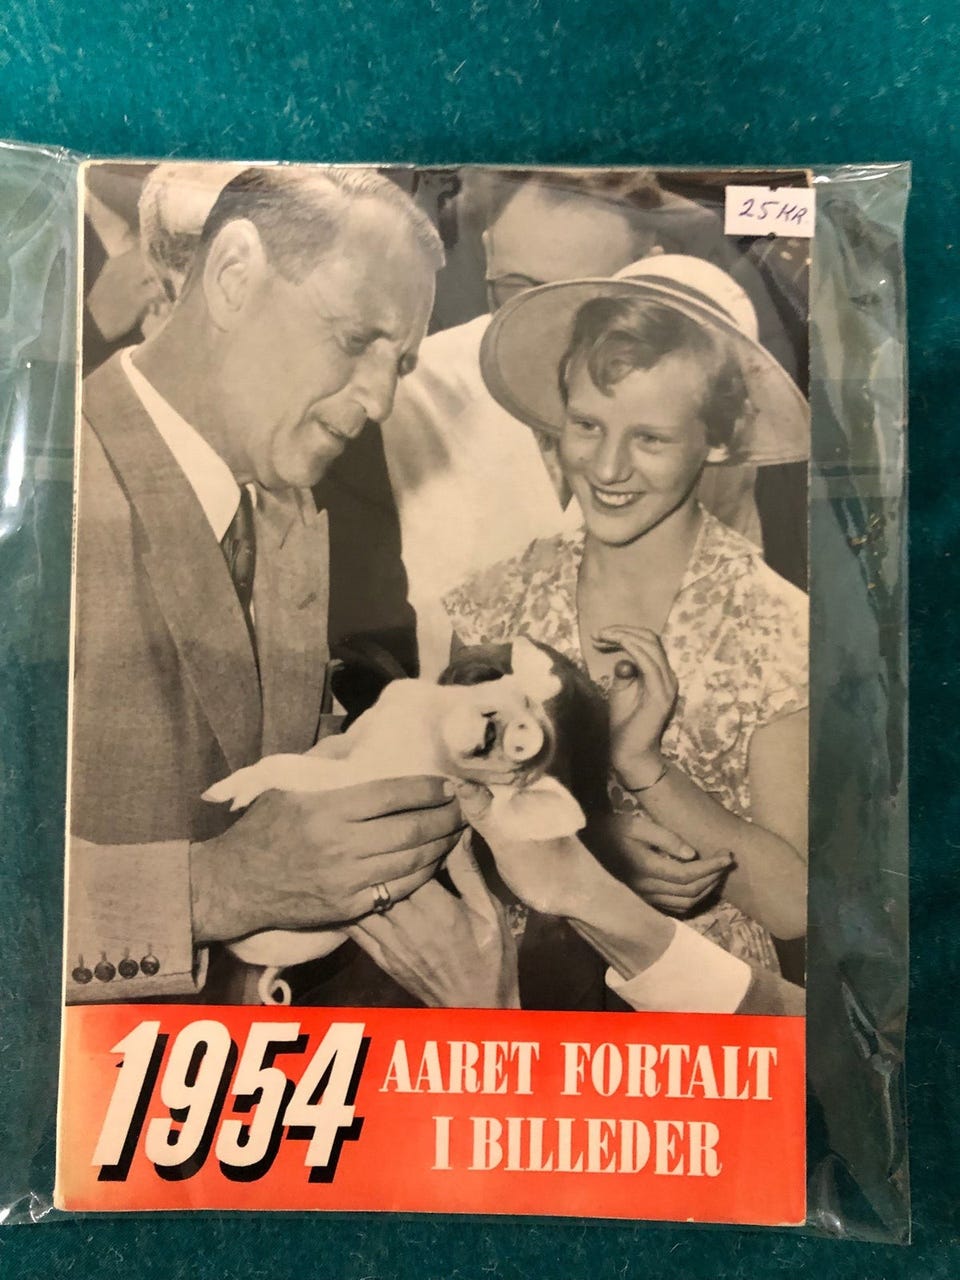 25 KR.
1954 AARET FORTALT
I BILLEDER